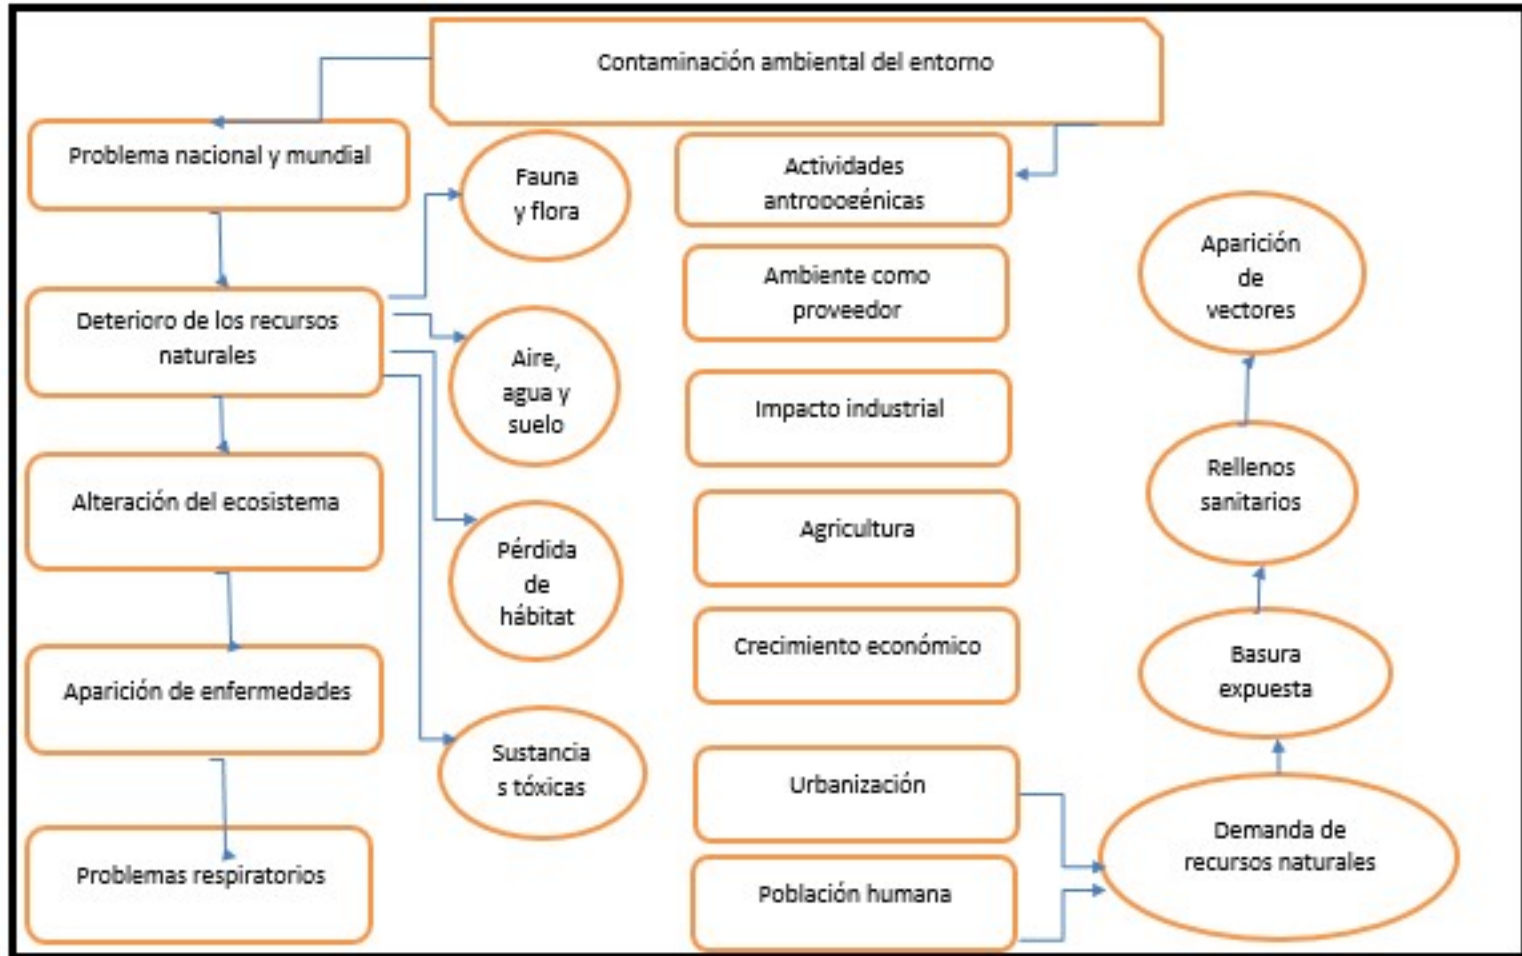 Contaminación ambiental del entorno
Problema nacional y mundial
Deterioro de los recursos
naturales
Alteración del ecosistema
Aparición de enfermedades
Problemas respiratorios
Fauna
y flora
Aire,
agua y
suelo
Pérdida
de
hábitat
Sustancia
s tóxicas
Actividades
antropogénicas
Ambiente como
proveedor
Impacto industrial
Agricultura
Crecimiento económico
Urbanización
Población humana
Aparición
de
vectores
Rellenos
sanitarios
Basura
expuesta
Demanda de
recursos naturales